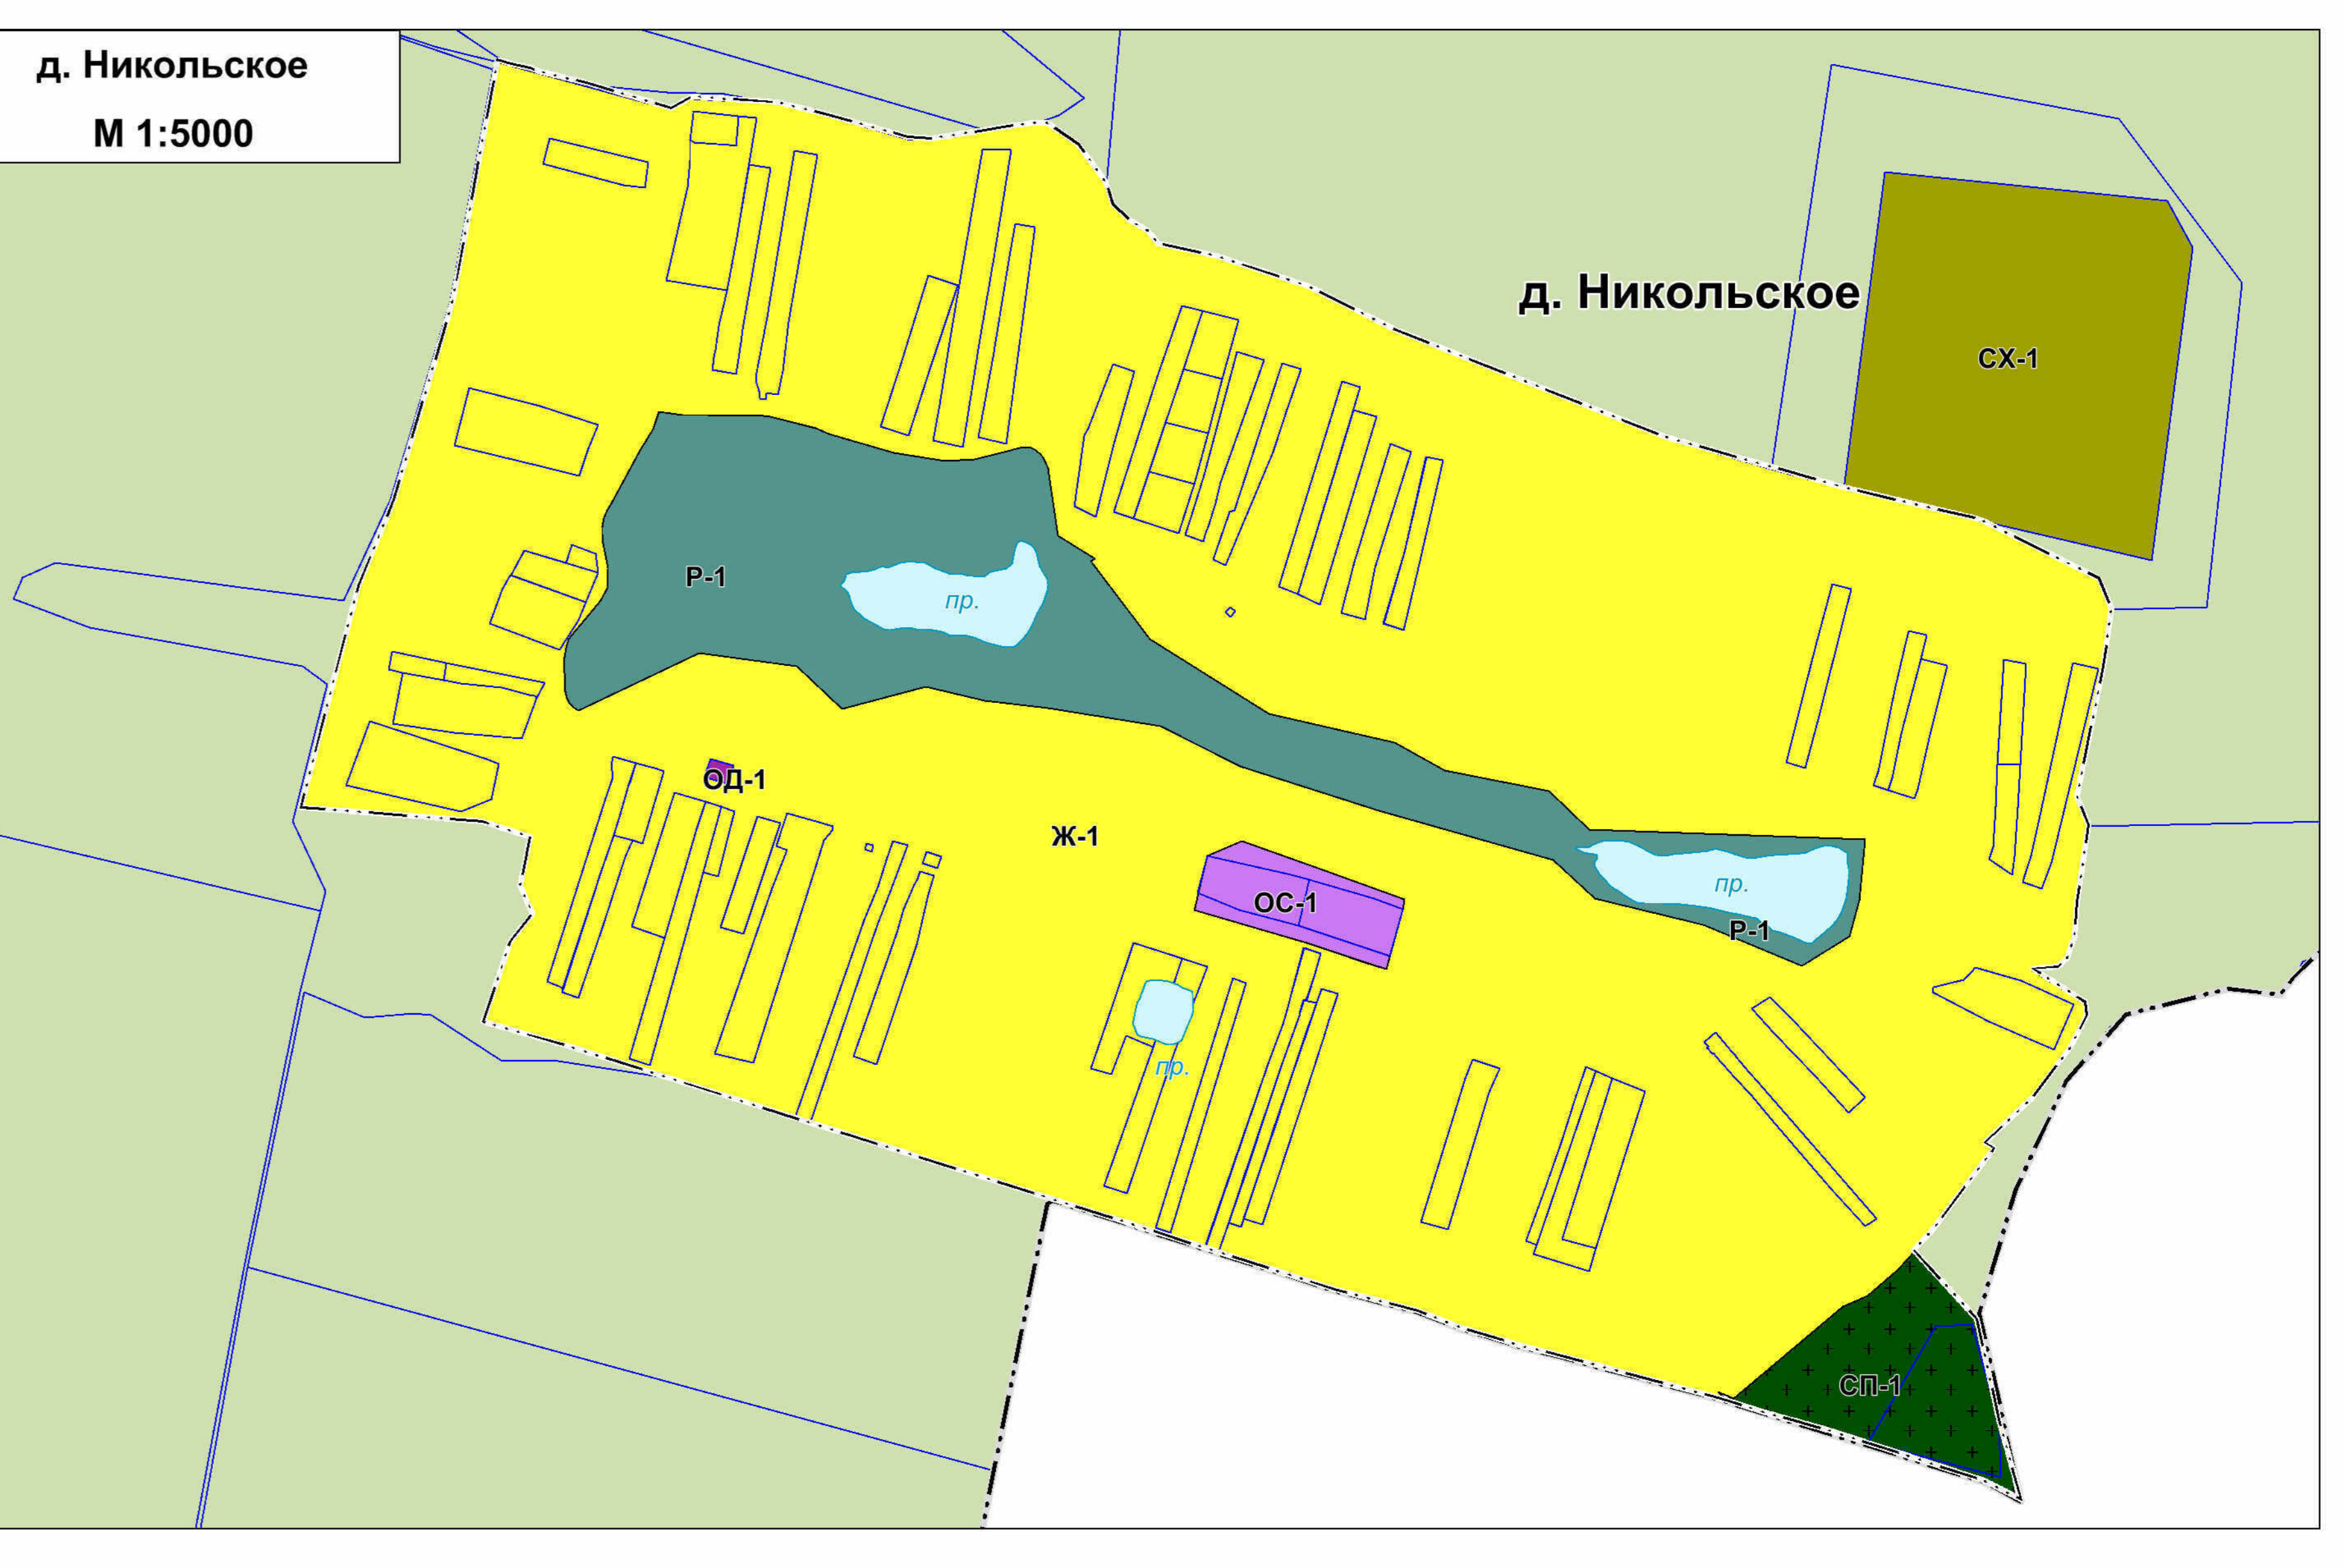 д. Никольское
М 1:5000
д. Никольское
СХ-1
Р-1
пр.
ОД-1
Ж-1
ОС-1
пр.
Р-1
пр.
СП-1